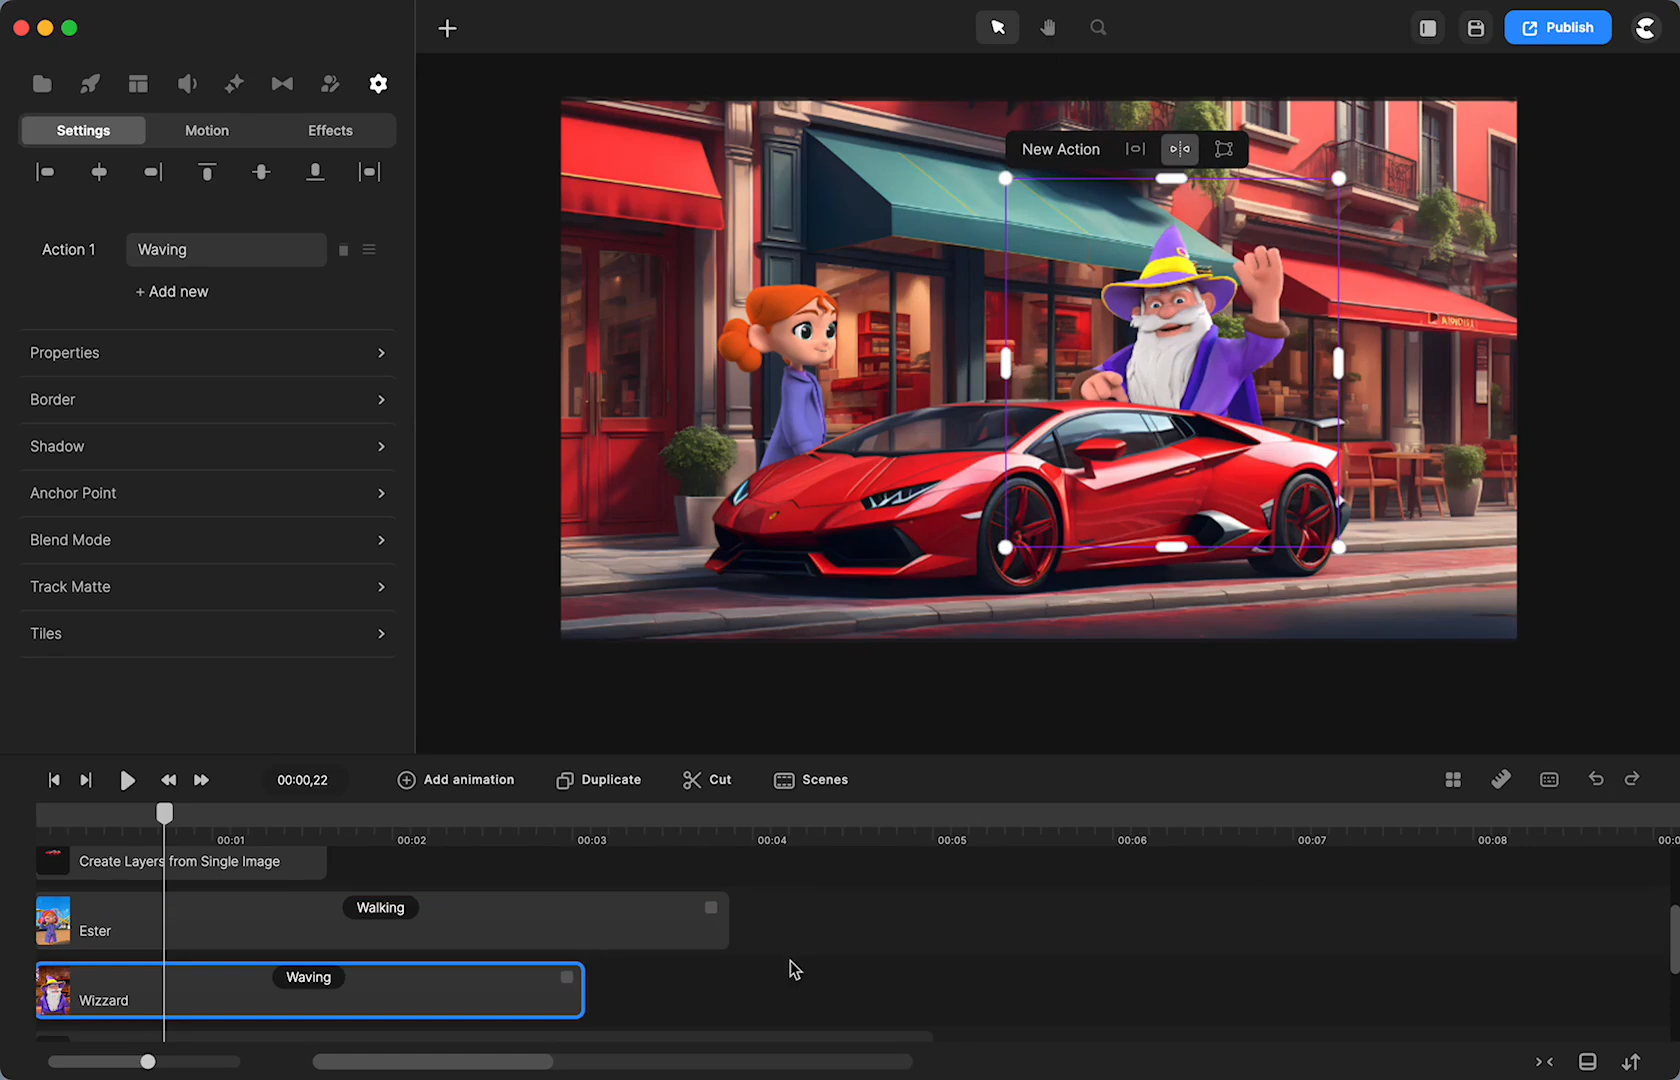 Publish
Settings
Motion
Effects
New Action
Action 1
Waving
+ Add new
Properties
Border
Shadow
Anchor Point
Blend Mode
Track Matte
Tiles
00:00,22
Add animation
Duplicate
Cut
Scenes
00:01
00:02
00:03
00:04
00:05
00:06
00:07
00:08
Create Layers from Single Image
Walking
Ester
Waving
Wizzard